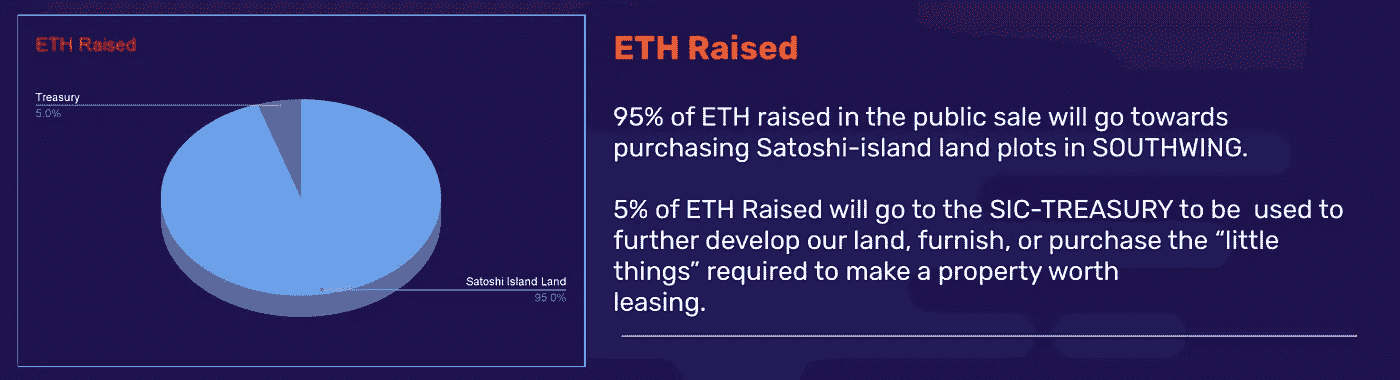 ETH Raised
Treasury
5.0%
Satoshi Island Land
95.0%
ETH Raised
95% of ETH raised in the public sale will go towards
purchasing Satoshi-island land plots in SOUTHWING.
5% of ETH Raised will go to the SIC-TREASURY to be  used to
further develop our land, furnish, or purchase the “little
things” required to make a property worth
leasing.